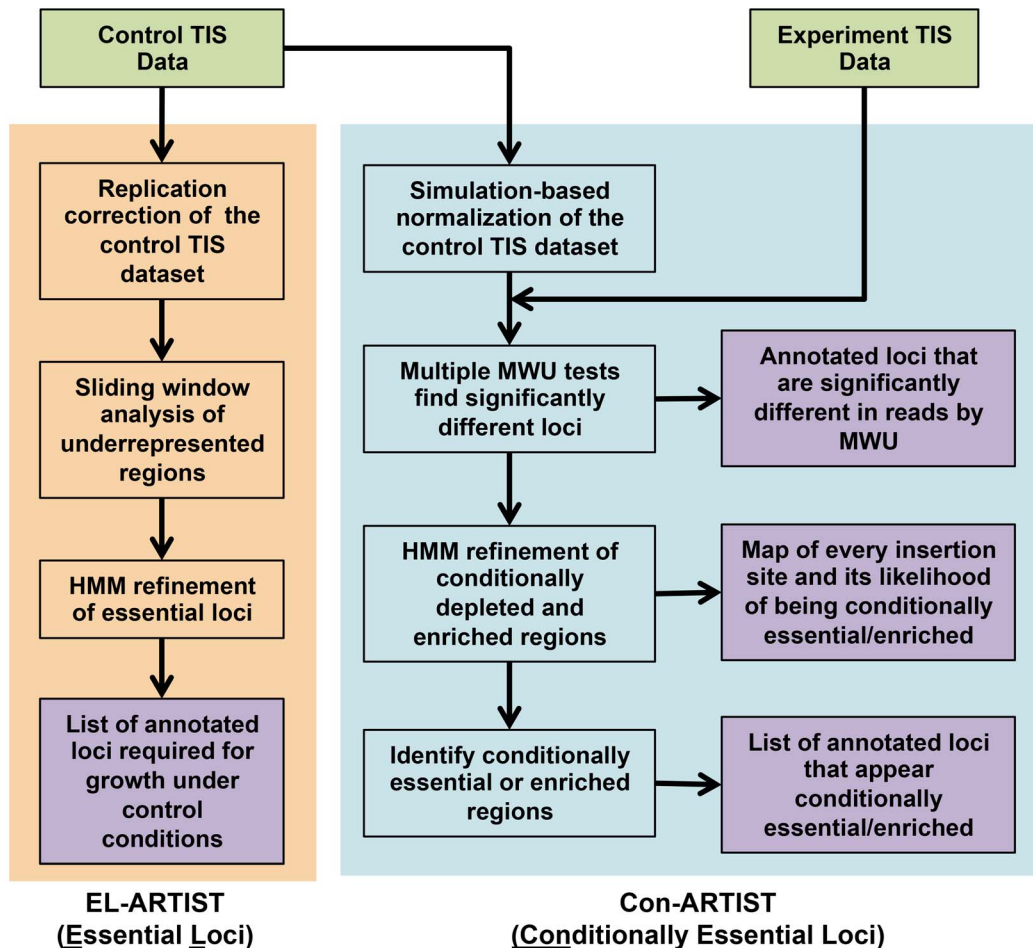 Control TIS
Data
Experiment TIS
Data
Replication
correction of the
control TIS
dataset
Sliding window
analysis of
underrepresented
regions
HMM refinement
of essential loci
List of annotated
loci required for
growth under
control
conditions
EL-ARTIST
(Essential Loci)
Simulation-based
normalization of the
control TIS dataset
Multiple MWU tests
find significantly
different loci
Annotated loci that
are significantly
different in reads by
MWU
HMM refinement of
conditionally
depleted and
enriched regions
Map of every insertion
site and its likelihood
of being conditionally
essential/enriched
Identify conditionally
essential or enriched
regions
List of annotated loci
that appear
conditionally
essential/enriched
Con-ARTIST
(Conditionally Essential Loci)